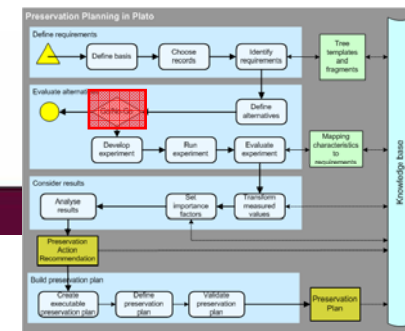 Preservation Planning in Plato
Define requirements
Define basis
Choose
records
Identify
requirements
Tree
templates
and
fragments
Evaluate alternatives
Go/No-Go
Define
alternatives
Develop
experiment
Run
experiment
Evaluate
experiment
Mapping
characteristics
to
requirements
Knowledge base
Consider results
Analyse
results
Set
importance
factors
Transform
measured
values
Preservation
Action
Recommendation
Build preservation plan
Create
executable
preservation plan
Define
preservation
plan
Validate
preservation
plan
Preservation
Plan